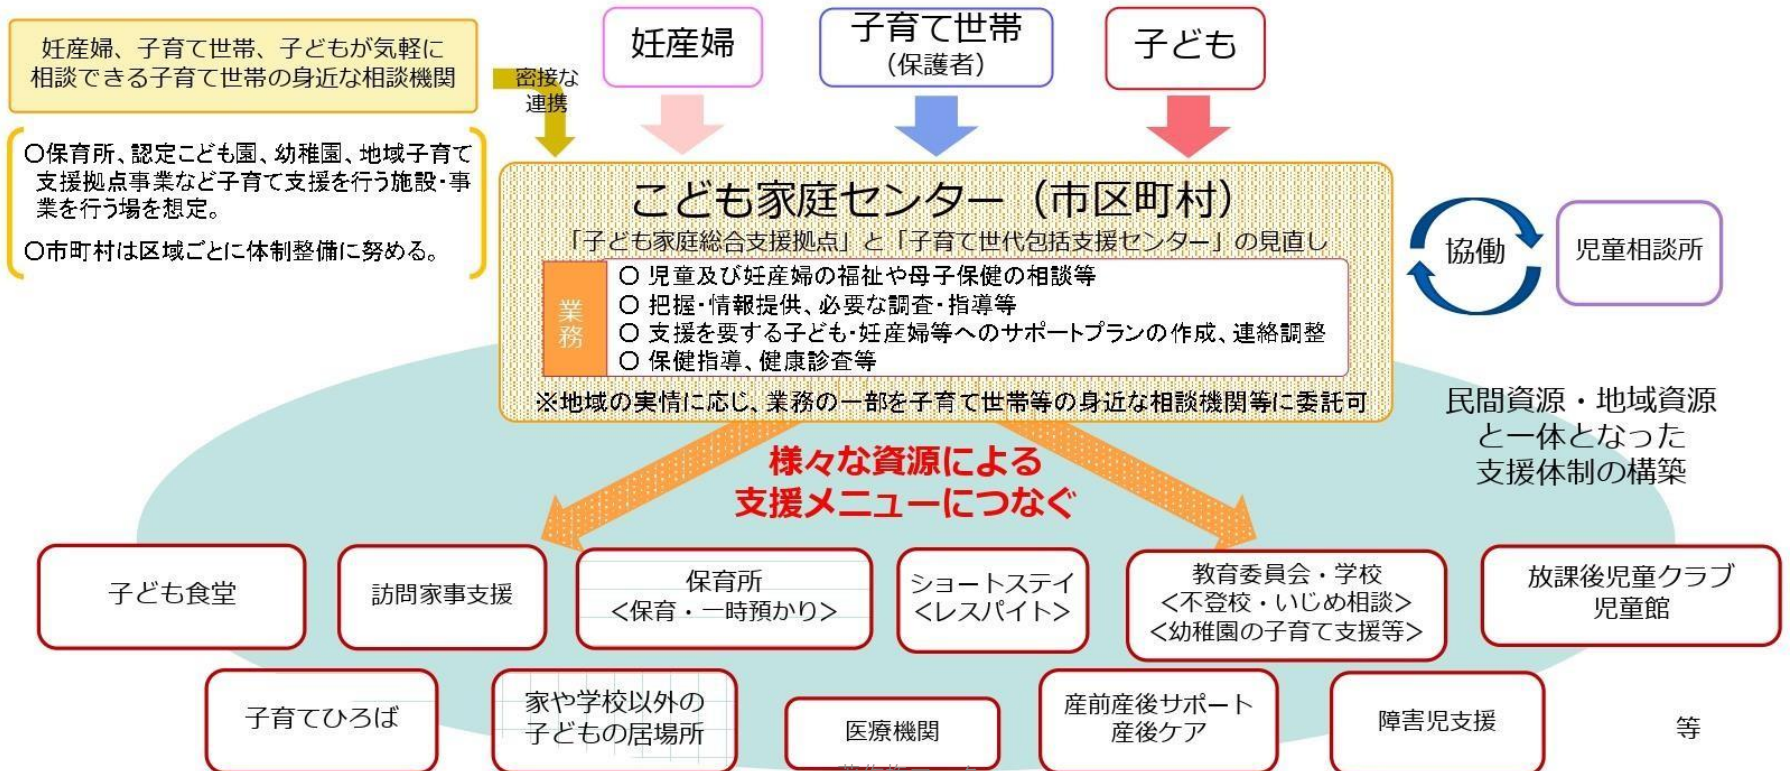 妊産婦、子育て世帯、子どもが気軽に
相談できる子育て世帯の身近な相談機関
密接な
連携
妊産婦
子育て世帯
（保護者）
子ども
〇保育所、認定こども園、幼稚園、地域子育て
支援拠点事業など子育て支援を行う施設・事
業を行う場を想定。
〇市町村は区域ごとに体制整備に努める。
こども家庭センター（市区町村）
「子ども家庭総合支援拠点」と「子育て世代包括支援センター」の見直し
業務
〇 児童及び妊産婦の福祉や母子保健の相談等
〇 把握・情報提供、必要な調査・指導等
〇 支援を要する子ども・妊産婦等へのサポートプランの作成、連絡調整
〇 保健指導、健康診査等
※地域の実情に応じ、業務の一部を子育て世帯等の身近な相談機関等に委託可
協働
児童相談所
民間資源・地域資源
と一体となった
支援体制の構築
様々な資源による
支援メニューにつなぐ
子ども食堂
訪問家事支援
保育所
<保育・一時預かり>
ショートステイ
<レスパイト>
教育委員会・学校
<不登校・いじめ相談>
<幼稚園の子育て支援等>
放課後児童クラブ
児童館
子育てひろば
家や学校以外の
子どもの居場所
医療機関
産前産後サポート
産後ケア
障害児支援
等